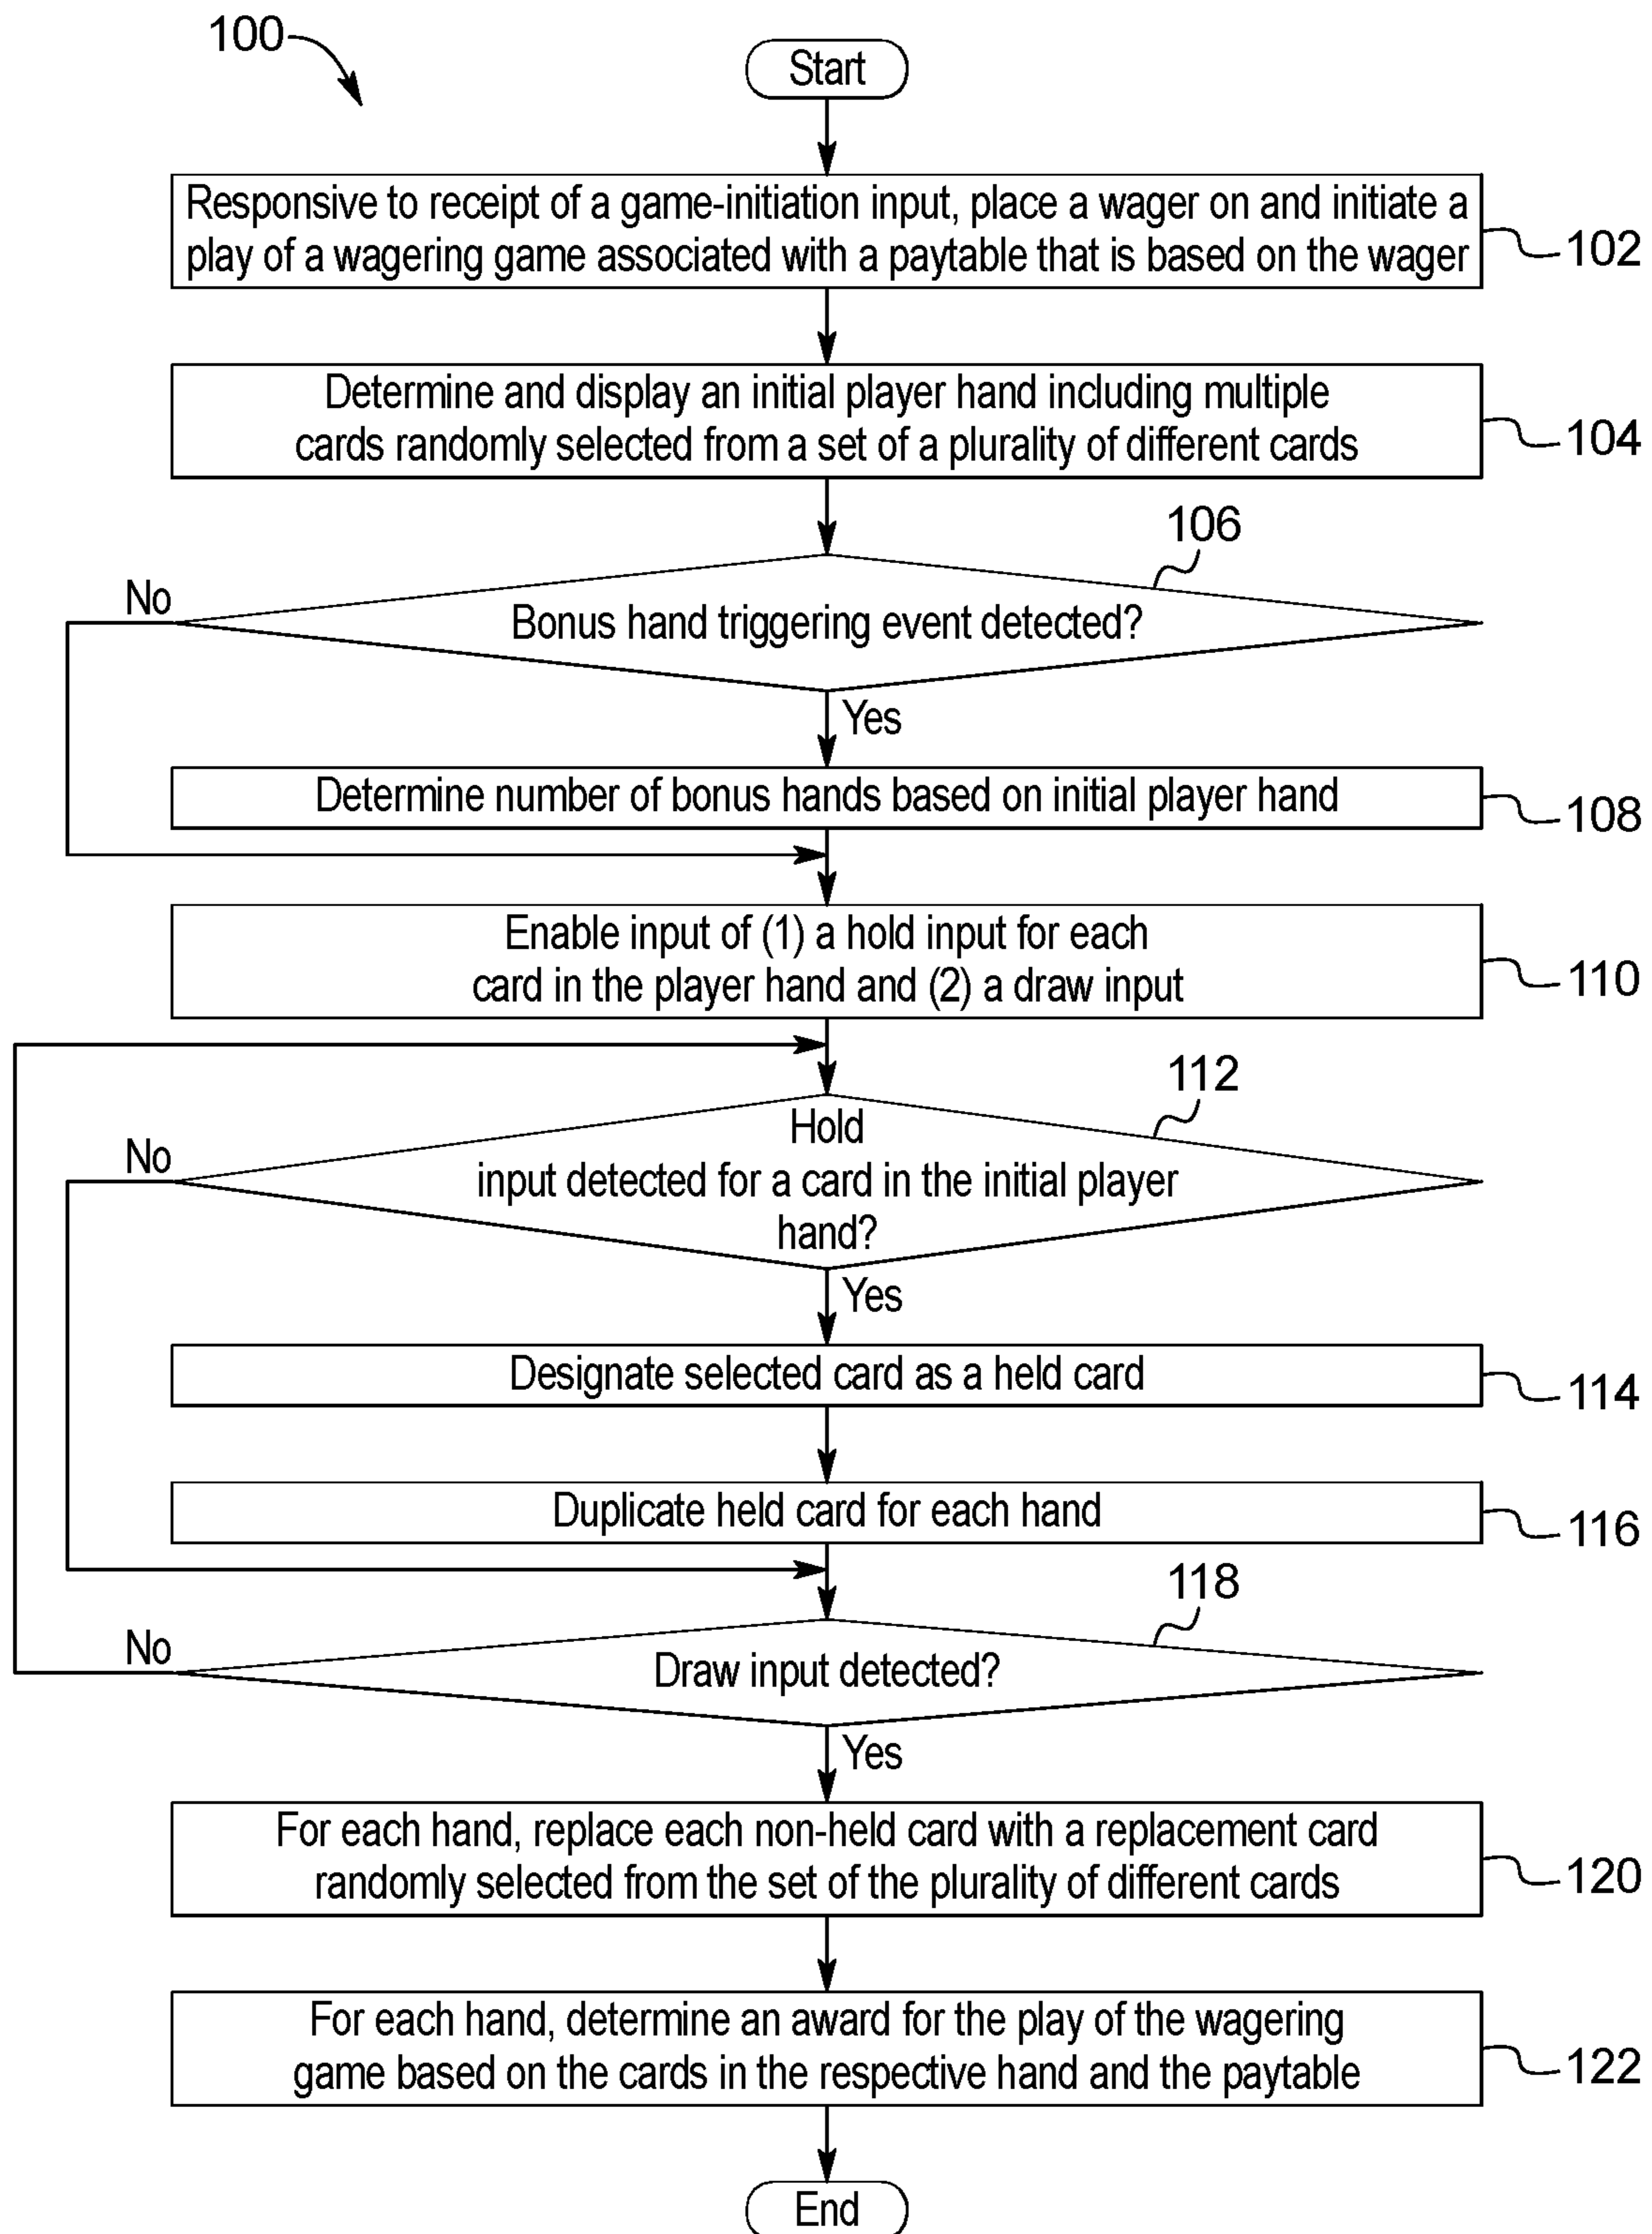 100
Start
Responsive to receipt of a game-initiation input, place a wager on and initiate a
play of a wagering game associated with a paytable that is based on the wager
102
Determine and display an initial player hand including multiple
cards randomly selected from a set of a plurality of different cards
104
106
No
Bonus hand triggering event detected?
Yes
Determine number of bonus hands based on initial player hand
108
Enable input of (1) a hold input for each
card in the player hand and (2) a draw input
110
112
Hold
No
input detected for a card in the initial player
hand?
Yes
Designate selected card as a held card
114
Duplicate held card for each hand
116
118
No
Draw input detected?
Yes
For each hand, replace each non-held card with a replacement card
randomly selected from the set of the plurality of different cards
120
For each hand, determine an award for the play of the wagering
game based on the cards in the respective hand and the paytable
122
End